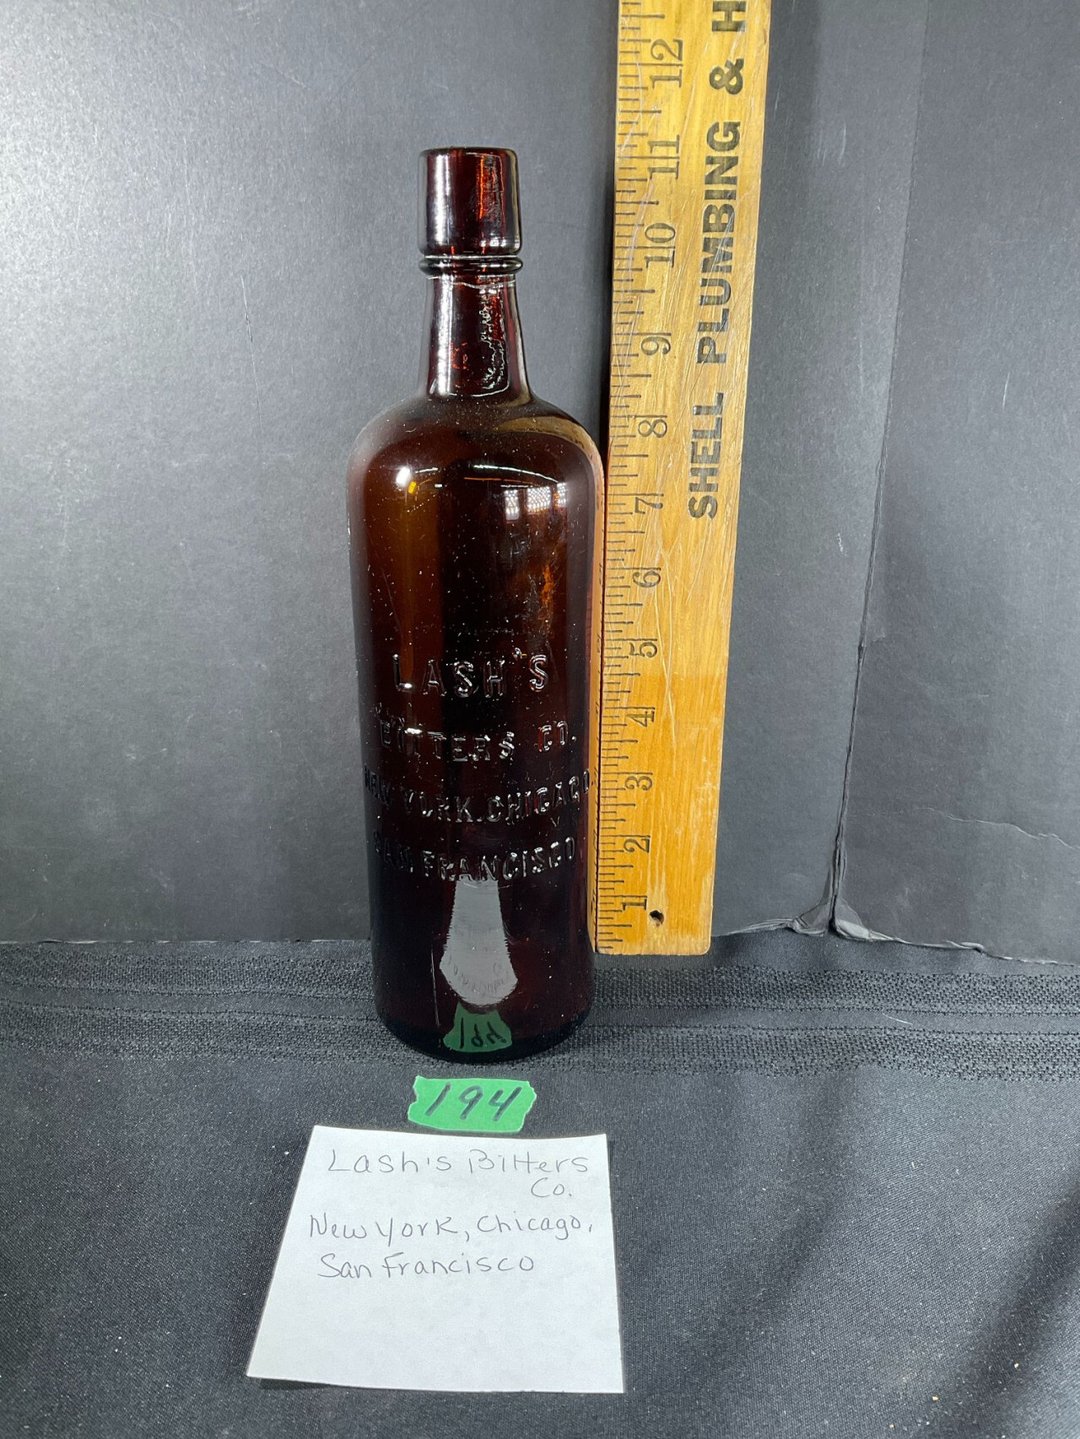 LASH'S
BITTERS CO.
NEW YORK. CHICAGO
SAN FRANCISCO
12
11
10
9
8
7
6
5
4
3
2
1
SHELL PLUMBING & H
194
Lash's Bitters
Co.
New York, Chicago,
San Francisco